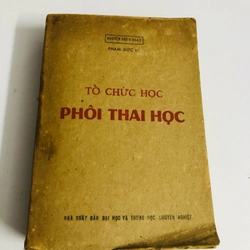 TỔ CHỨC HỌC
PHÔI THAI HỌC
NHÀ XUẤT BẢN ĐẠI HỌC VÀ TRUNG HỌC CHUYÊN NGHIỆP